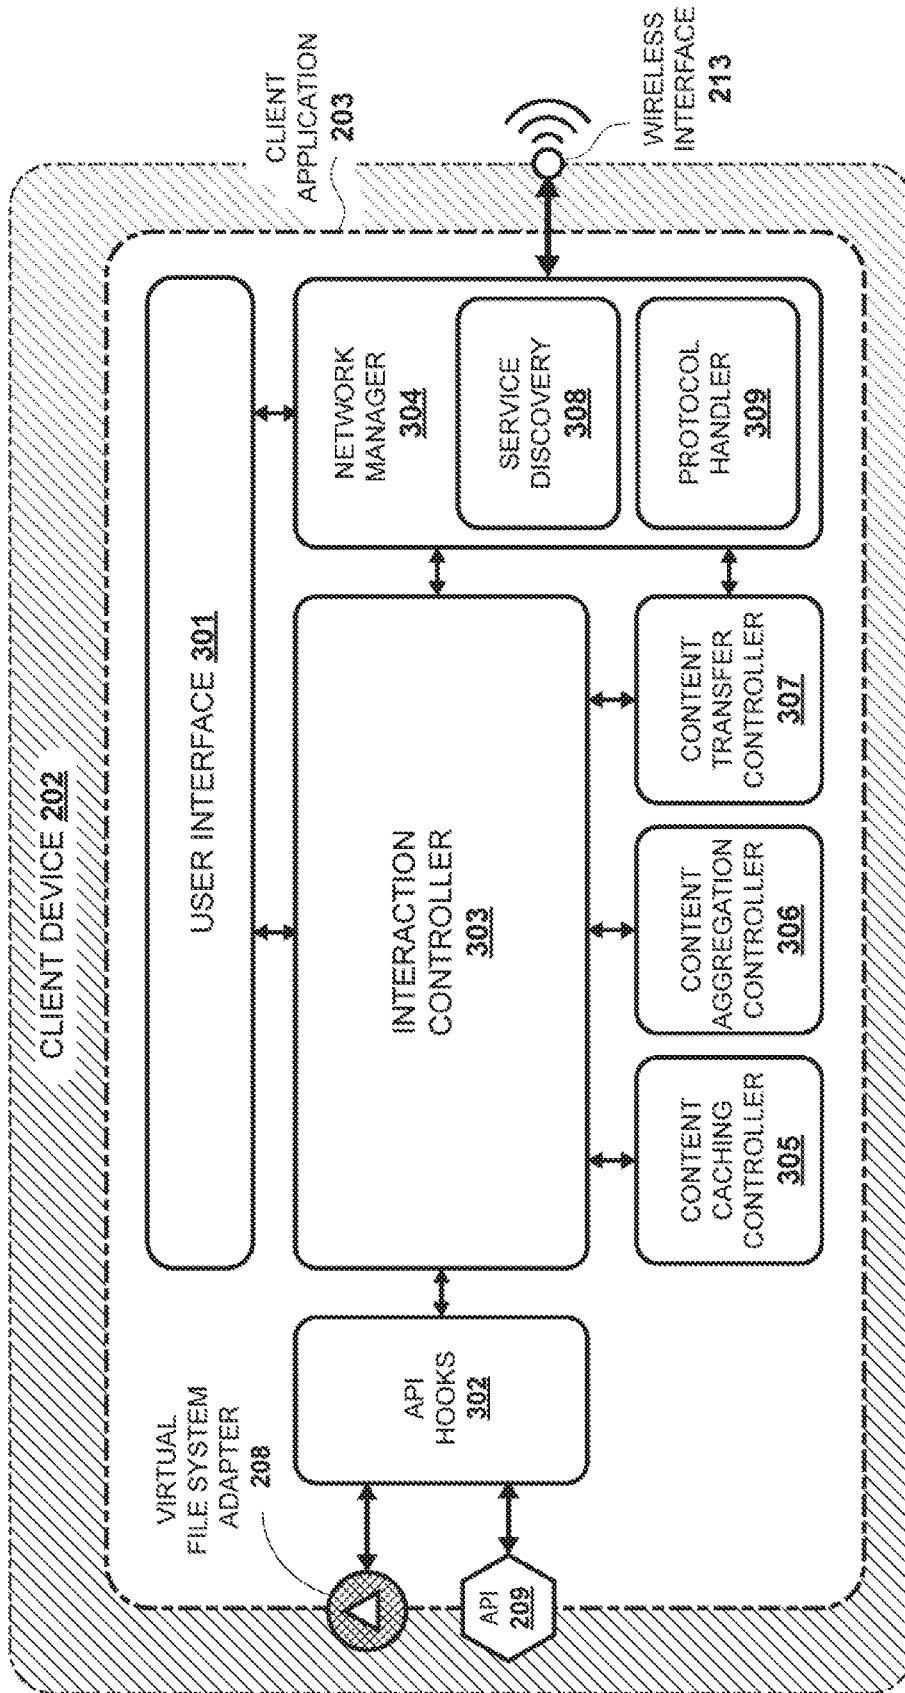 CLIENT DEVICE 202
CLIENT
APPLICATION
203
USER INTERFACE 301
VIRTUAL
FILE SYSTEM
ADAPTER
208
API
HOOKS
302
INTERACTION
CONTROLLER
303
NETWORK
MANAGER
304
SERVICE
DISCOVERY
308
PROTOCOL
HANDLER
309
WIRELESS
INTERFACE
213
API
209
CONTENT
CACHING
CONTROLLER
305
CONTENT
AGGREGATION
CONTROLLER
306
CONTENT
TRANSFER
CONTROLLER
307